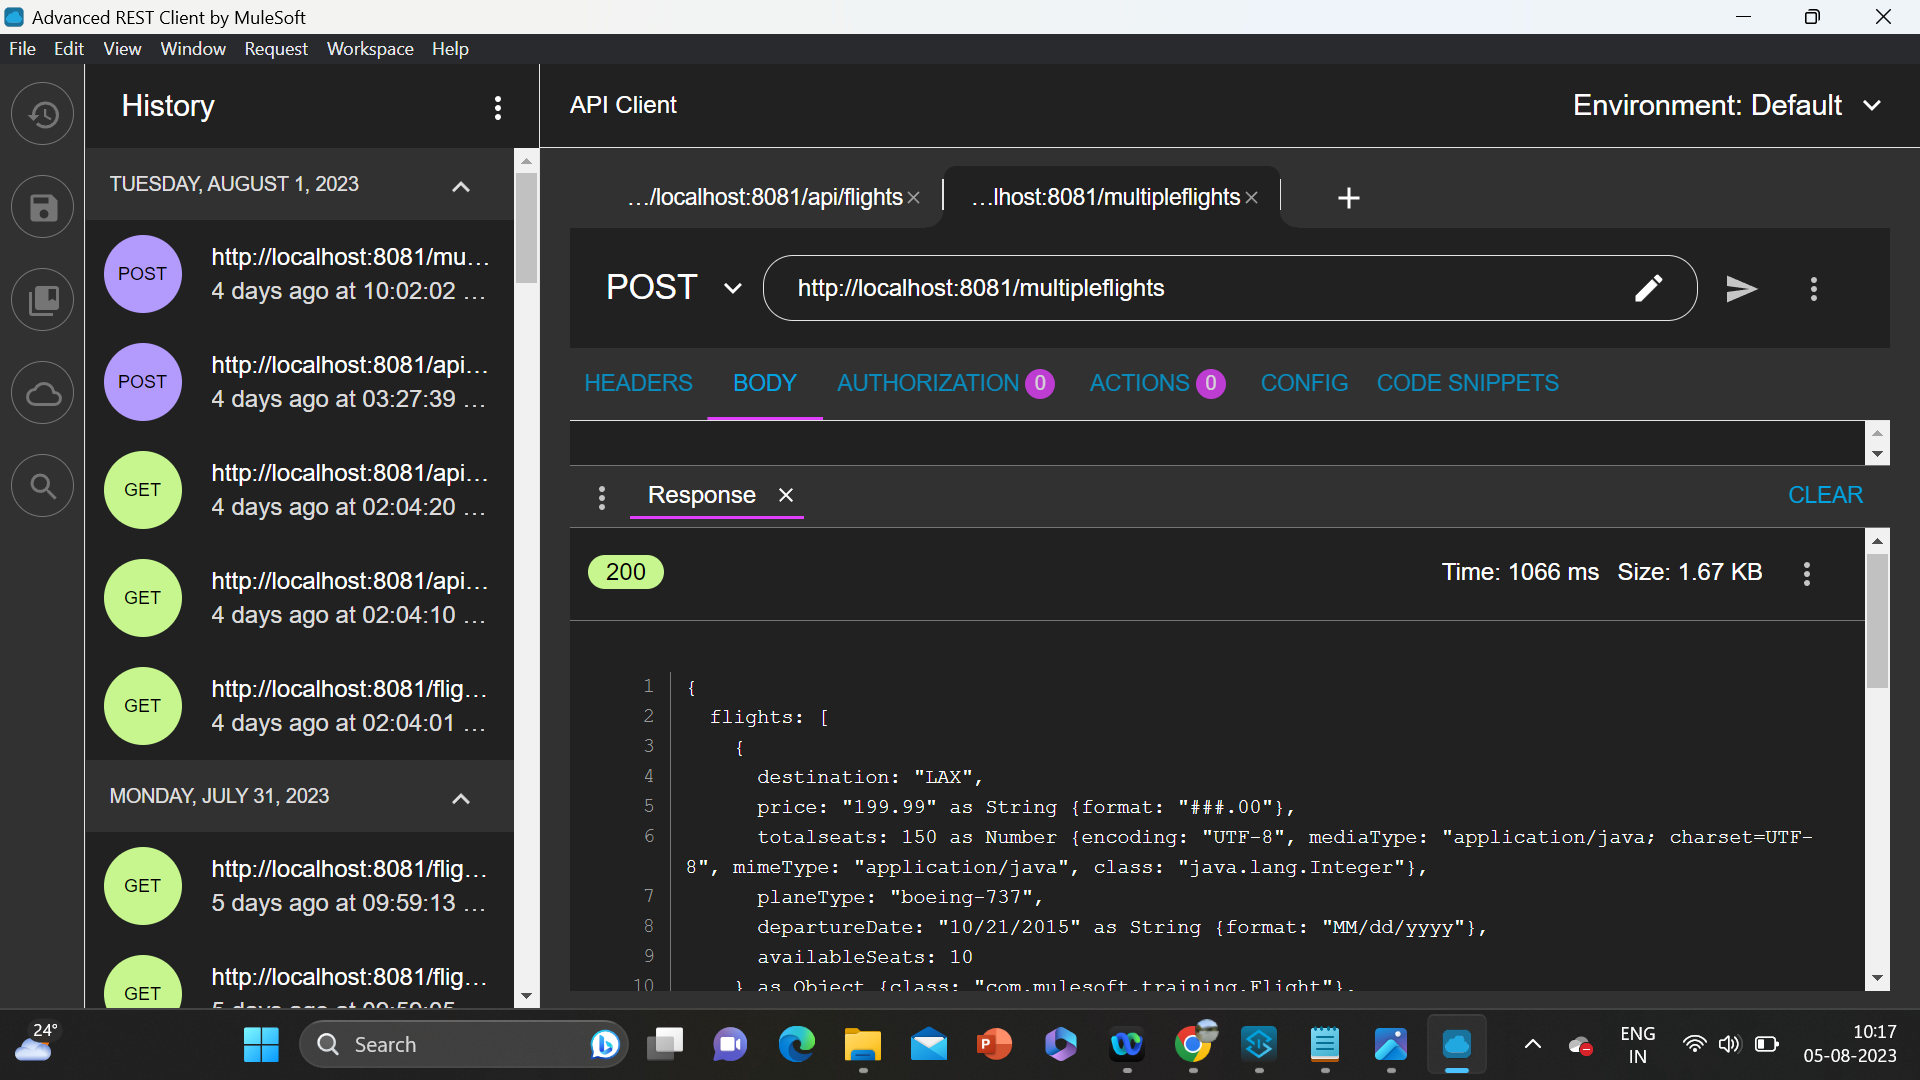 Advanced REST Client by MuleSoft
File Edit View Window Request Workspace Help
History
TUESDAY, AUGUST 1, 2023
POST
http://localhost:8081/mu...
4 days ago at 10:02:02 ...
POST
http://localhost:8081/api...
4 days ago at 03:27:39 ...
GET
http://localhost:8081/api...
4 days ago at 02:04:20 ...
GET
http://localhost:8081/api...
4 days ago at 02:04:10 ...
GET
http://localhost:8081/flig...
4 days ago at 02:04:01 ...
MONDAY, JULY 31, 2023
GET
http://localhost:8081/flig...
5 days ago at 09:59:13 ...
GET
http://localhost:8081/flig...
5 days ago at 09:59:05
API Client
Environment: Default
.../localhost:8081/api/flights
...lhost:8081/multipleflights
POST
http://localhost:8081/multipleflights
HEADERS BODY AUTHORIZATION 0 ACTIONS 0 CONFIG CODE SNIPPETS
Response
CLEAR
200
Time: 1066 ms Size: 1.67 KB
1 {
2 flights: [
3 {
4 destination: "LAX",
5 price: "199.99" as String {format: "###.00"},
6 totalseats: 150 as Number {encoding: "UTF-8", mediaType: "application/java; charset=UTF-
8", mimeType: "application/java", class: "java.lang.Integer"},
7 planeType: "boeing-737",
8 departureDate: "10/21/2015" as String {format: "MM/dd/yyyy"},
9 availableSeats: 10
10 } as Object {class: "com.mulesoft.training.Flight"},
24°
Search
ENG
IN
10:17
05-08-2023